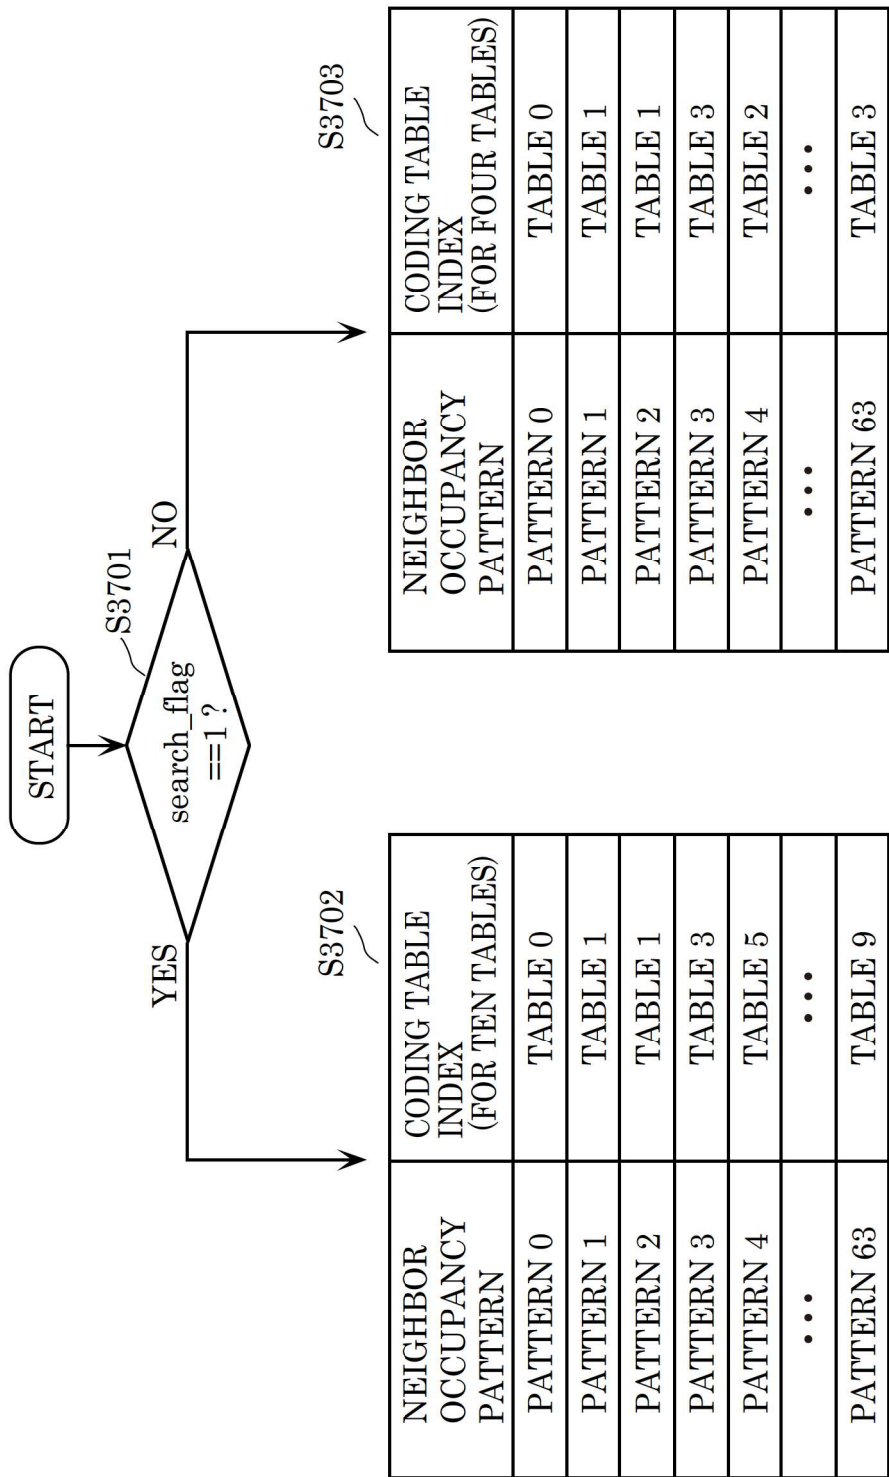 START
S3701
search_flag
==1 ?
YES
NO
S3702
NEIGHBOR
OCCUPANCY
PATTERN
CODING TABLE
INDEX
(FOR TEN TABLES)
PATTERN 0
TABLE 0
PATTERN 1
TABLE 1
PATTERN 2
TABLE 1
PATTERN 3
TABLE 3
PATTERN 4
TABLE 5
•••
•••
PATTERN 63
TABLE 9
S3703
NEIGHBOR
OCCUPANCY
PATTERN
CODING TABLE
INDEX
(FOR FOUR TABLES)
PATTERN 0
TABLE 0
PATTERN 1
TABLE 1
PATTERN 2
TABLE 1
PATTERN 3
TABLE 3
PATTERN 4
TABLE 2
•••
•••
PATTERN 63
TABLE 3